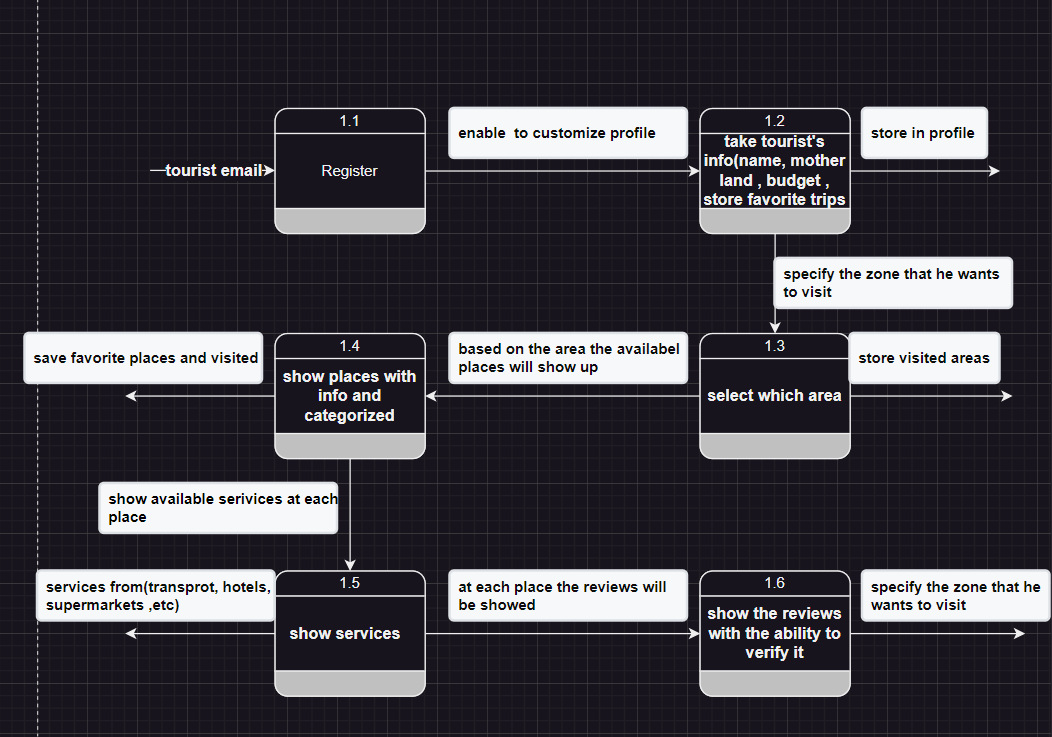 1.1
enable  to customize profile
1.2
store in profile
tourist email
Register
take tourist's
info(name, mother
land , budget ,
store favorite trips
specify the zone that he wants
to visit
save favorite places and visited
1.4
show places with
info and
categorized
based on the area the availabel
places will show up
1.3
select which area
store visited areas
show available serivices at each
place
services from(transprot, hotels,
supermarkets ,etc)
1.5
show services
at each place the reviews will
be showed
1.6
show the reviews
with the ability to
verify it
specify the zone that he
wants to visit